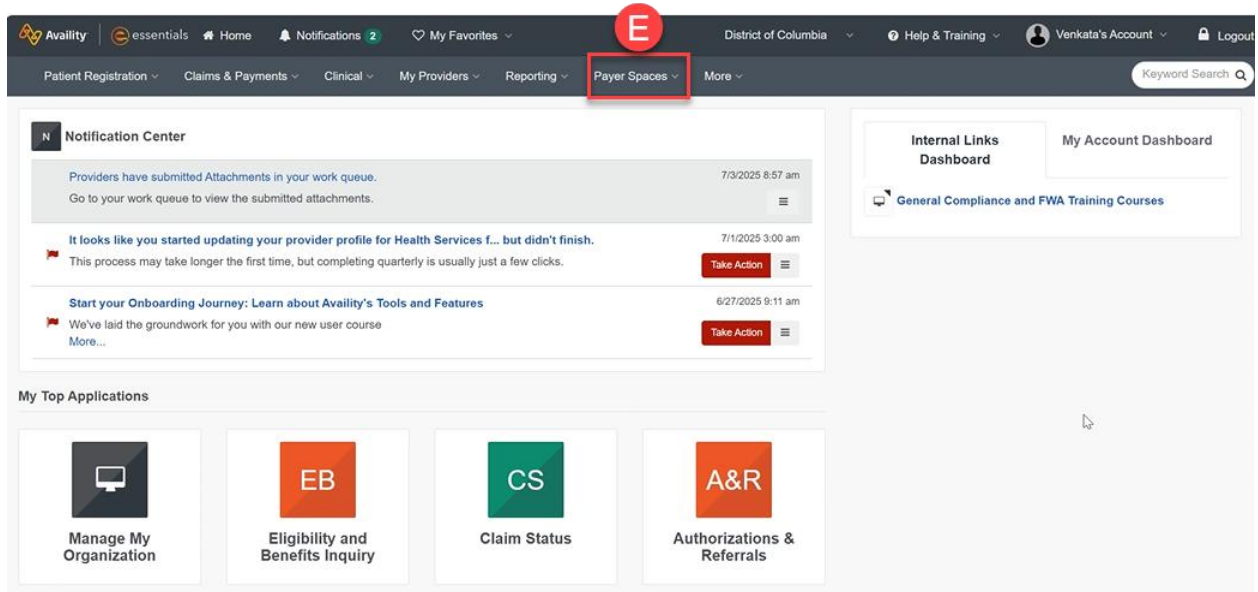 E
Availity essentials Home Notifications 2 My Favorites District of Columbia Help & Training Venkata's Account Logout
Patient Registration Claims & Payments Clinical My Providers Reporting Payer Spaces More Keyword Search
N Notification Center
Providers have submitted Attachments in your work queue. 7/3/2025 8:57 am
Go to your work queue to view the submitted attachments.
It looks like you started updating your provider profile for Health Services f... but didn't finish. 7/1/2025 3:00 am
This process may take longer the first time, but completing quarterly is usually just a few clicks. Take Action
Start your Onboarding Journey: Learn about Availity's Tools and Features 6/27/2025 9:11 am
We've laid the groundwork for you with our new user course
More...
Take Action
Internal Links
Dashboard
My Account Dashboard
General Compliance and FWA Training Courses
My Top Applications
Manage My
Organization
EB
Eligibility and
Benefits Inquiry
CS
Claim Status
A&R
Authorizations &
Referrals